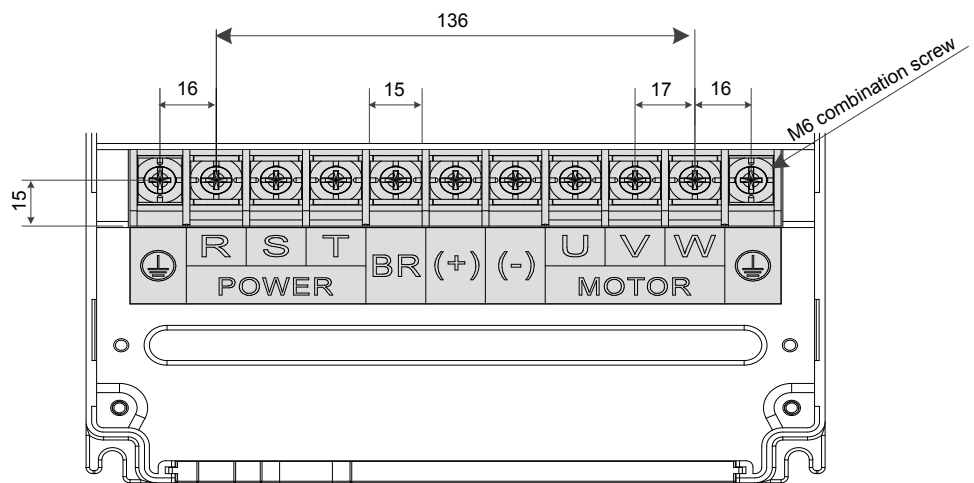 136
16
15
17
16
M6 combination screw
15
R S T
BR (+) (-)
U V W
POWER
MOTOR